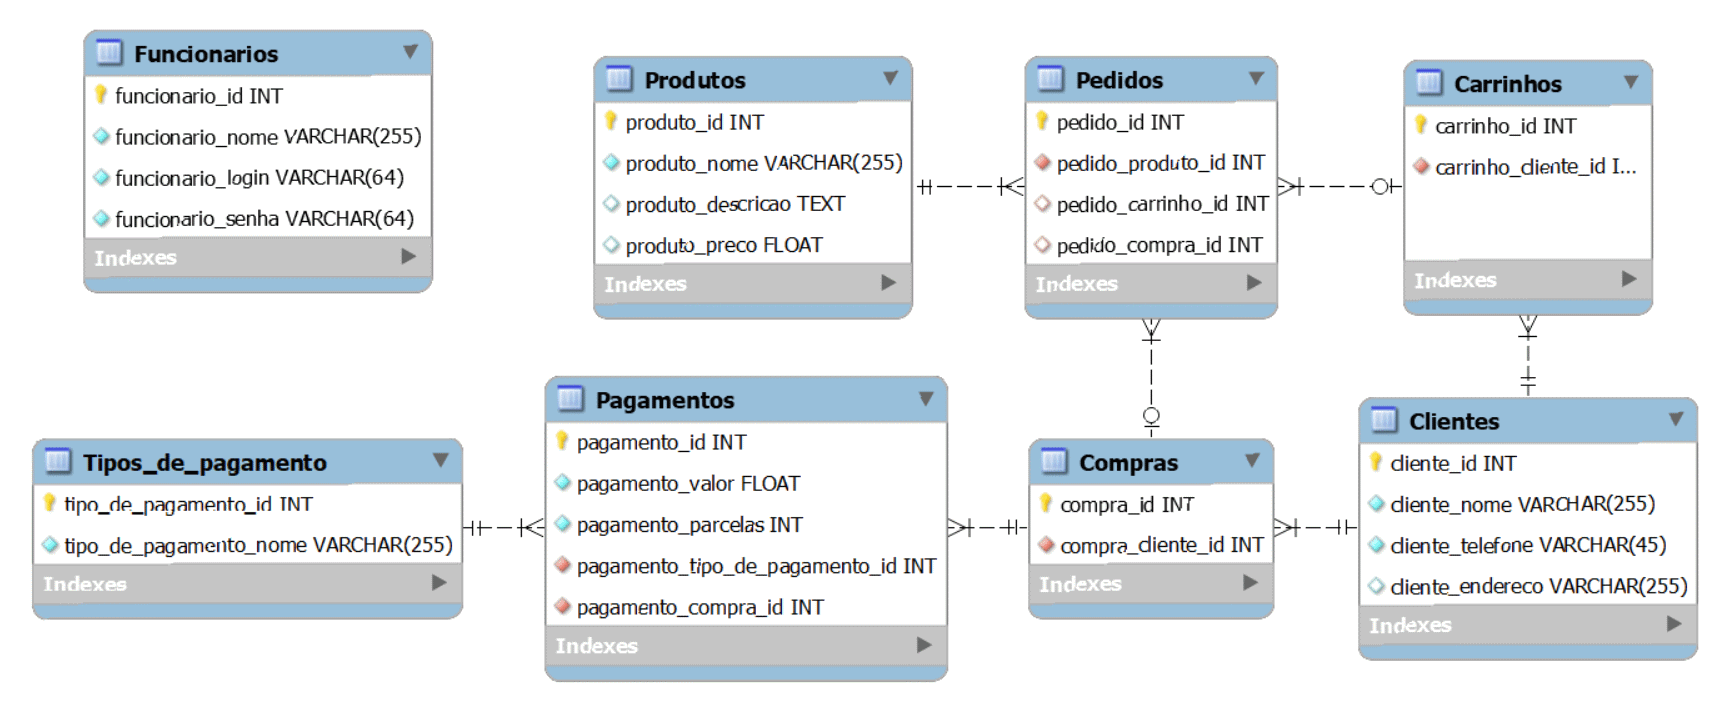 Funcionarios
funcionario_id INT
funcionario_nome VARCHAR(255)
funcionario_login VARCHAR(64)
funcionario_senha VARCHAR(64)
Indexes
Produtos
produto_id INT
produto_nome VARCHAR(255)
produto_descricao TEXT
produto_preco FLOAT
Indexes
Pedidos
pedido_id INT
pedido_produto_id INT
pedido_carrinho_id INT
pedido_compra_id INT
Indexes
Carrinhos
carrinho_id INT
carrinho_cliente_id I...
Indexes
Tipos_de_pagamento
tipo_de_pagamento_id INT
tipo_de_pagamento_nome VARCHAR(255)
Indexes
Pagamentos
pagamento_id INT
pagamento_valor FLOAT
pagamento_parcelas INT
pagamento_tipo_de_pagamento_id INT
pagamento_compra_id INT
Indexes
Compras
compra_id INT
compra_cliente_id INT
Indexes
Clientes
cliente_id INT
cliente_nome VARCHAR(255)
cliente_telefone VARCHAR(45)
cliente_endereco VARCHAR(255)
Indexes